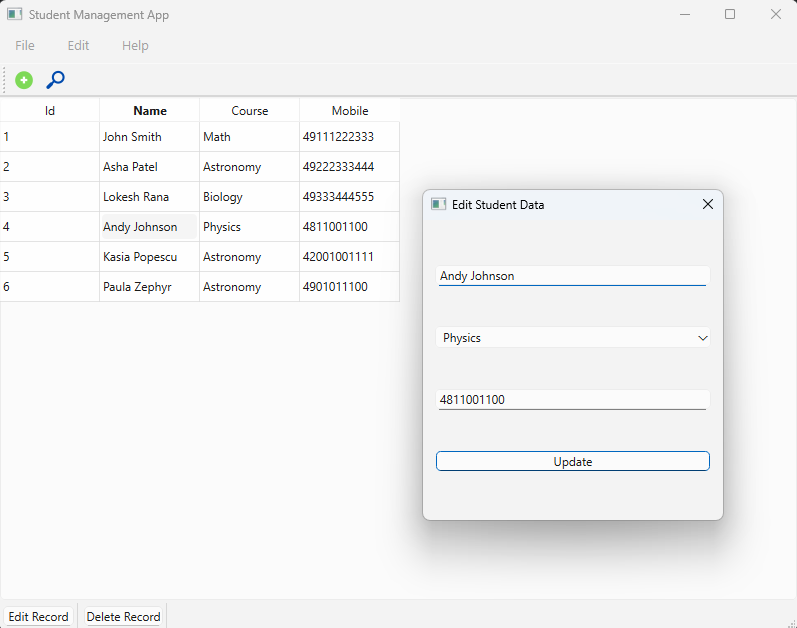 Student Management App
File Edit Help
Id Name Course Mobile
1 John Smith Math 49111222333
2 Asha Patel Astronomy 49222333444
3 Lokesh Rana Biology 49333444555
4 Andy Johnson Physics 4811001100
5 Kasia Popescu Astronomy 42001001111
6 Paula Zephyr Astronomy 4901011100
Edit Student Data
Andy Johnson
Physics
4811001100
Update
Edit Record Delete Record